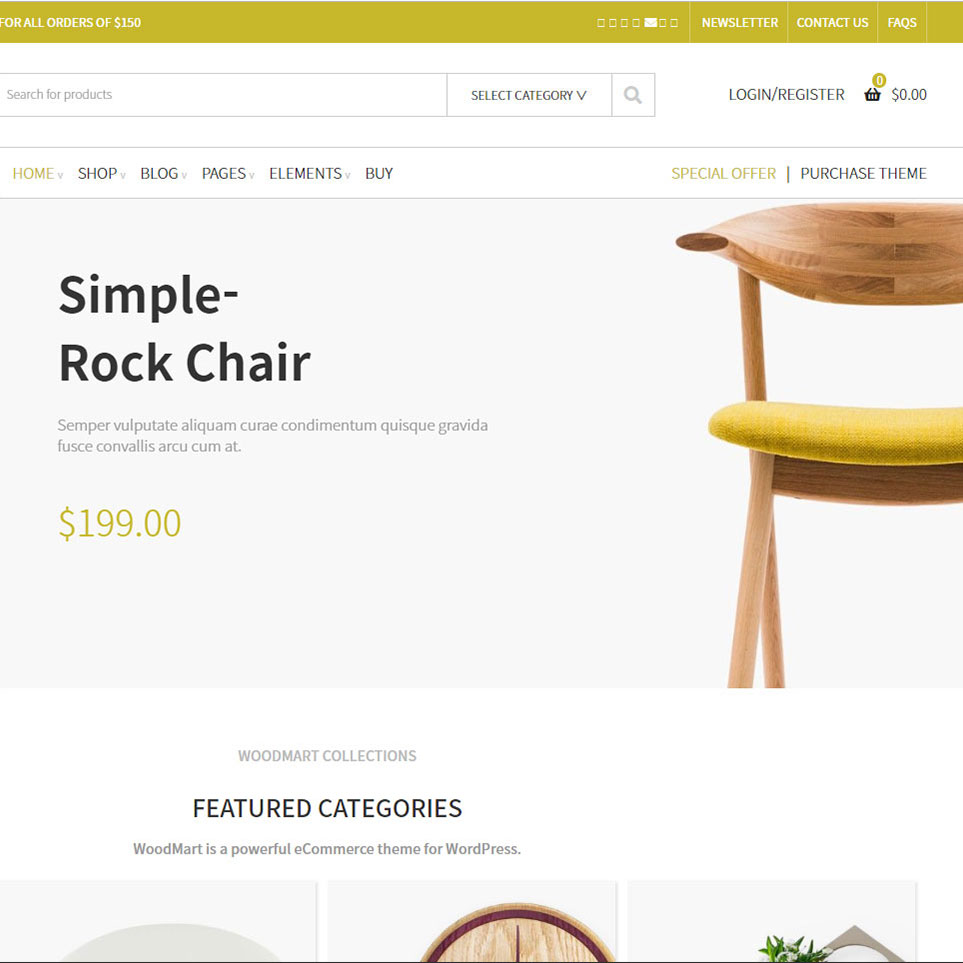 FOR ALL ORDERS OF $150
NEWSLETTER
CONTACT US
FAQS
Search for products
SELECT CATEGORY V
LOGIN/REGISTER
0
$0.00
HOME v SHOP v BLOG v PAGES v ELEMENTS v BUY
SPECIAL OFFER | PURCHASE THEME
Simple-
Rock Chair
Semper vulputate aliquam curae condimentum quisque gravida
fusce convallis arcu cum at.
$199.00
WOODMART COLLECTIONS
FEATURED CATEGORIES
WoodMart is a powerful eCommerce theme for WordPress.